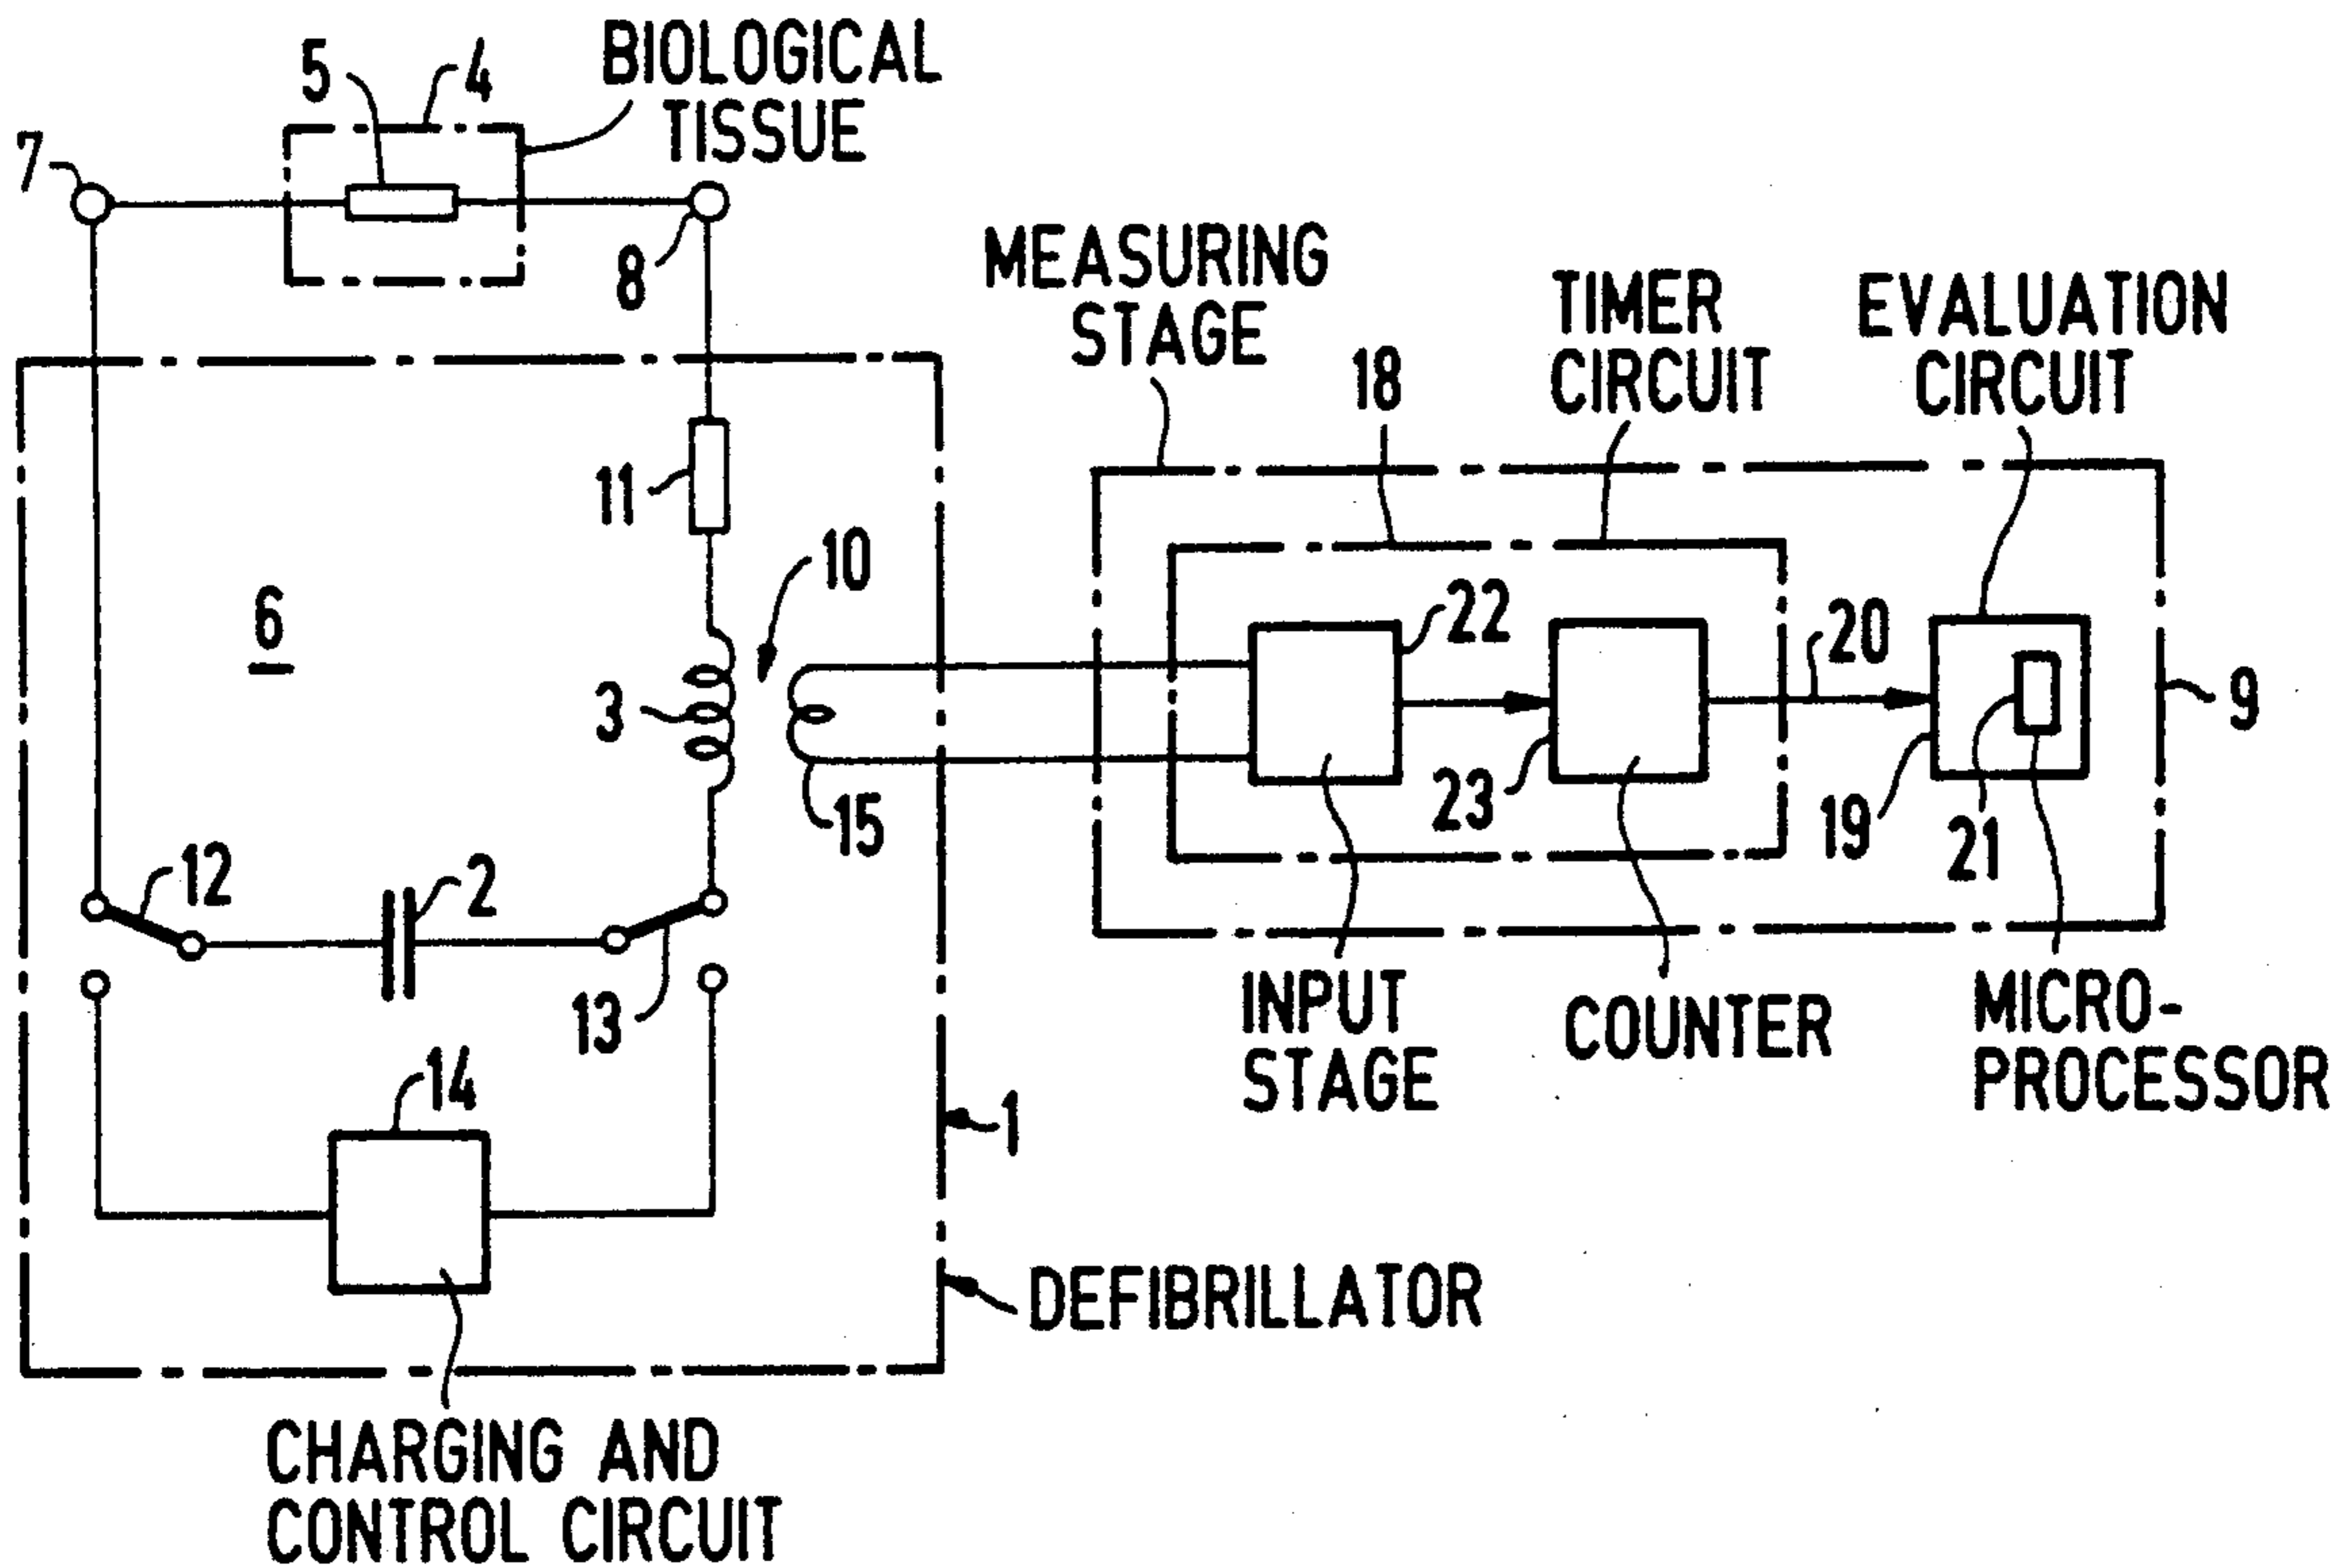 BIOLOGICAL
TISSUE
5
4
7
8
MEASURING
STAGE
18
TIMER
CIRCUIT
EVALUATION
CIRCUIT
11
10
6
3
15
22
20
9
23
19
21
12
2
13
14
1
INPUT
STAGE
COUNTER
MICRO-
PROCESSOR
DEFIBRILLATOR
CHARGING AND
CONTROL CIRCUIT